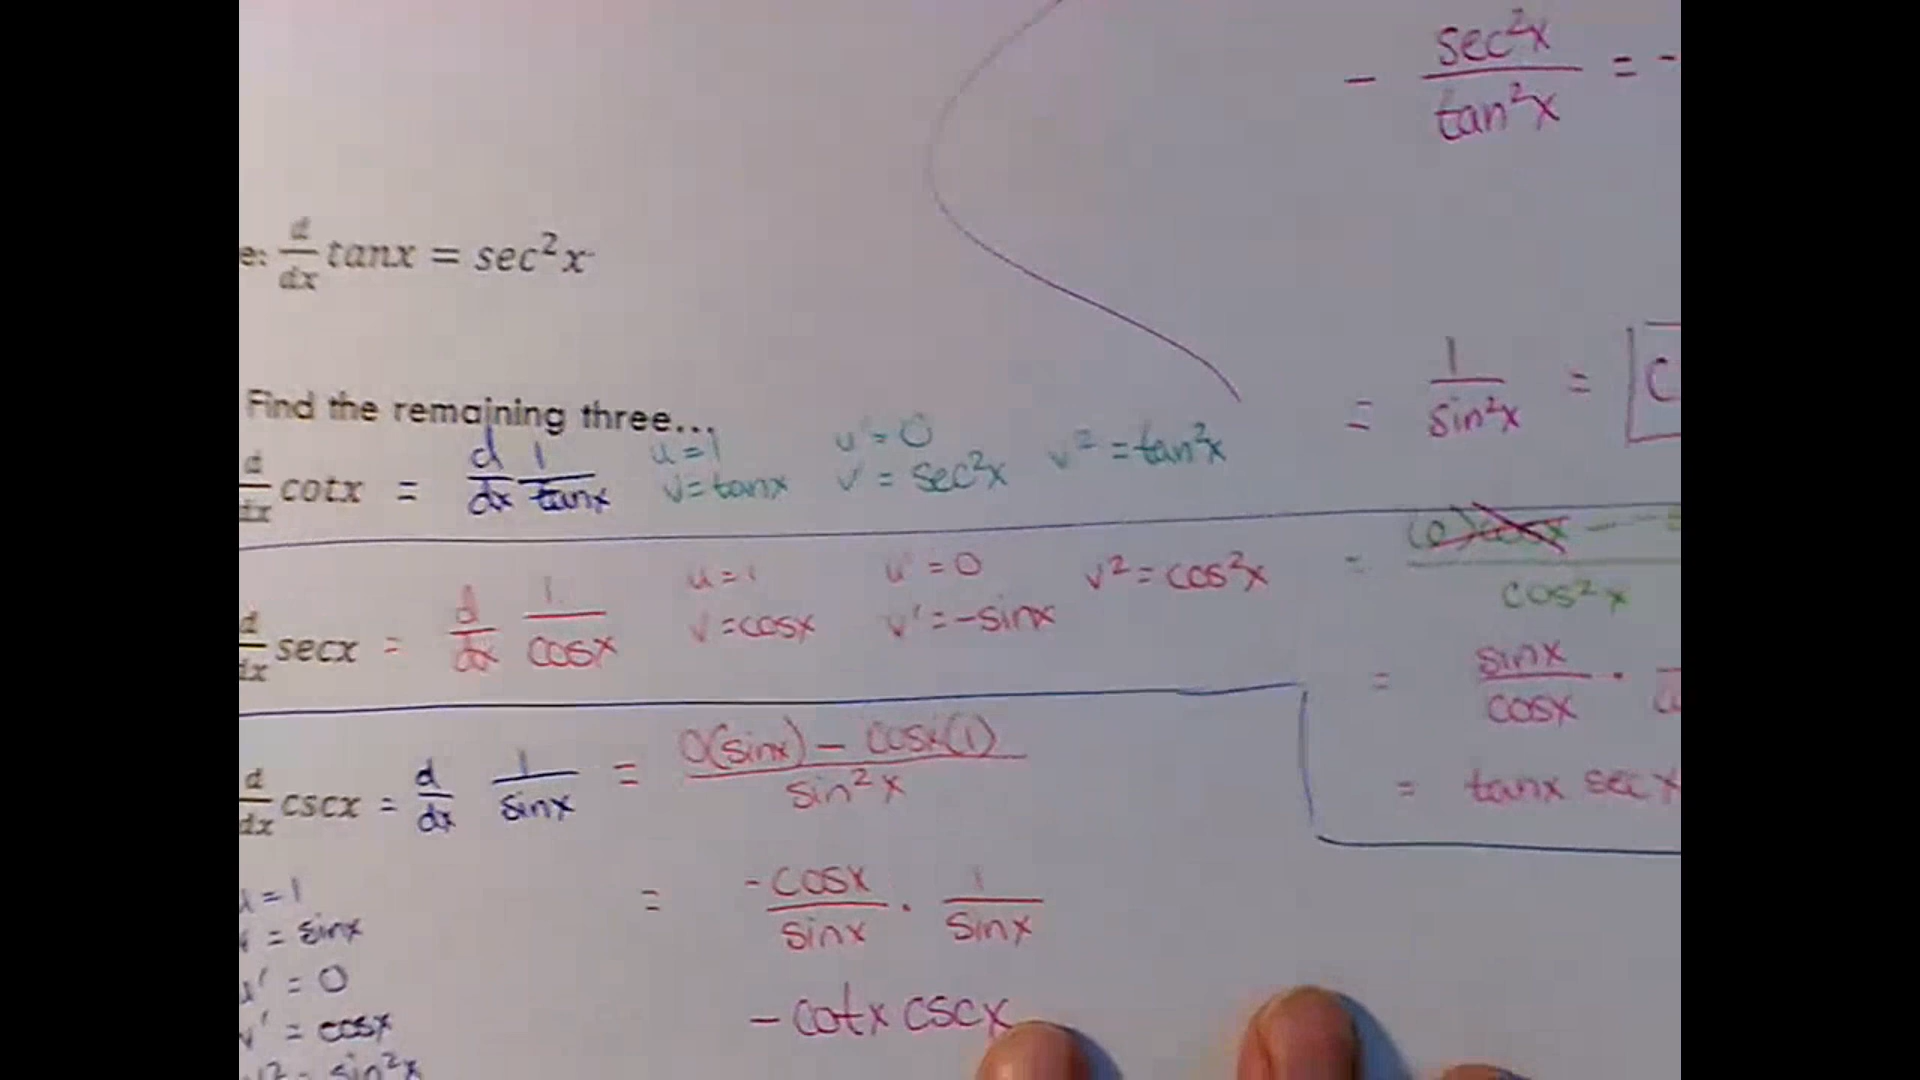 - sec²x / tan²x = -
e: d/dx tanx = sec²x
= 1 / sin²x =
Find the remaining three...
d/dx cotx = d/dx 1/tanx u=1 u'=0 v²=tan²x
v=tanx v'=sec²x
d/dx secx = d/dx 1/cosx u=1 u'=0 v²=cos²x
v=cosx v'=-sinx
cos²x
= sinx/cosx ·
= tanx secx
d/dx cscx = d/dx 1/sinx = 0(sinx) - cosx(1) / sin²x
= -cosx/sinx · 1/sinx
- cotx cscx
u=1
v = sinx
u' = 0
v' = cosx
v² = sin²x